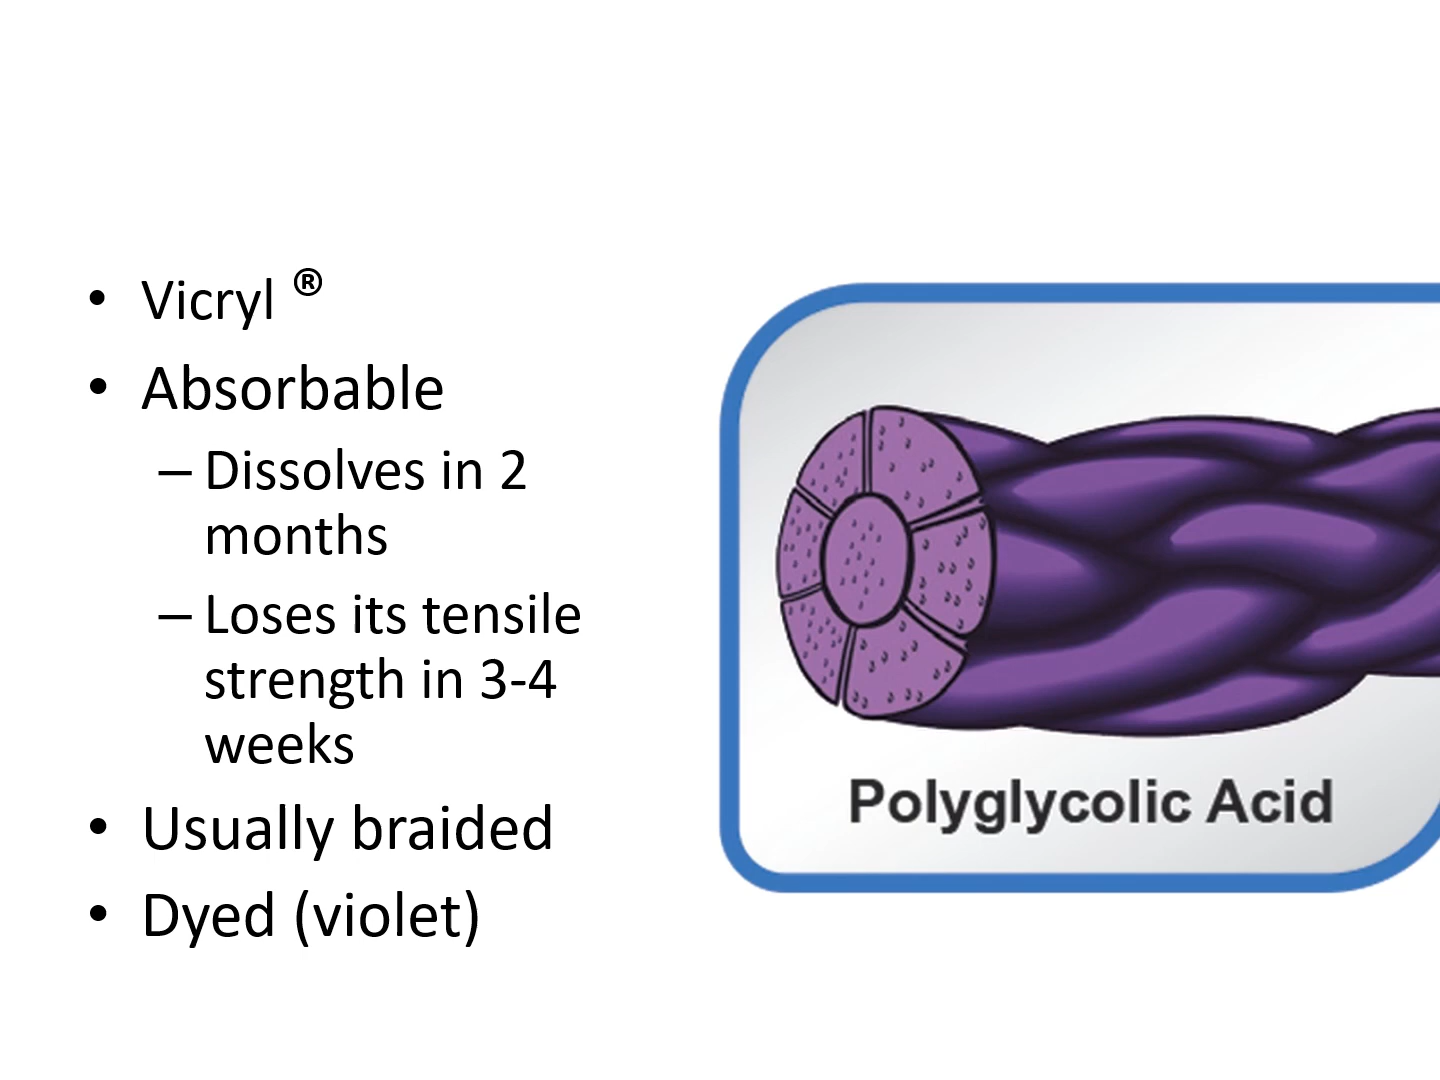 • Vicryl ®
• Absorbable
– Dissolves in 2
months
– Loses its tensile
strength in 3-4
weeks
• Usually braided
• Dyed (violet)
Polyglycolic Acid